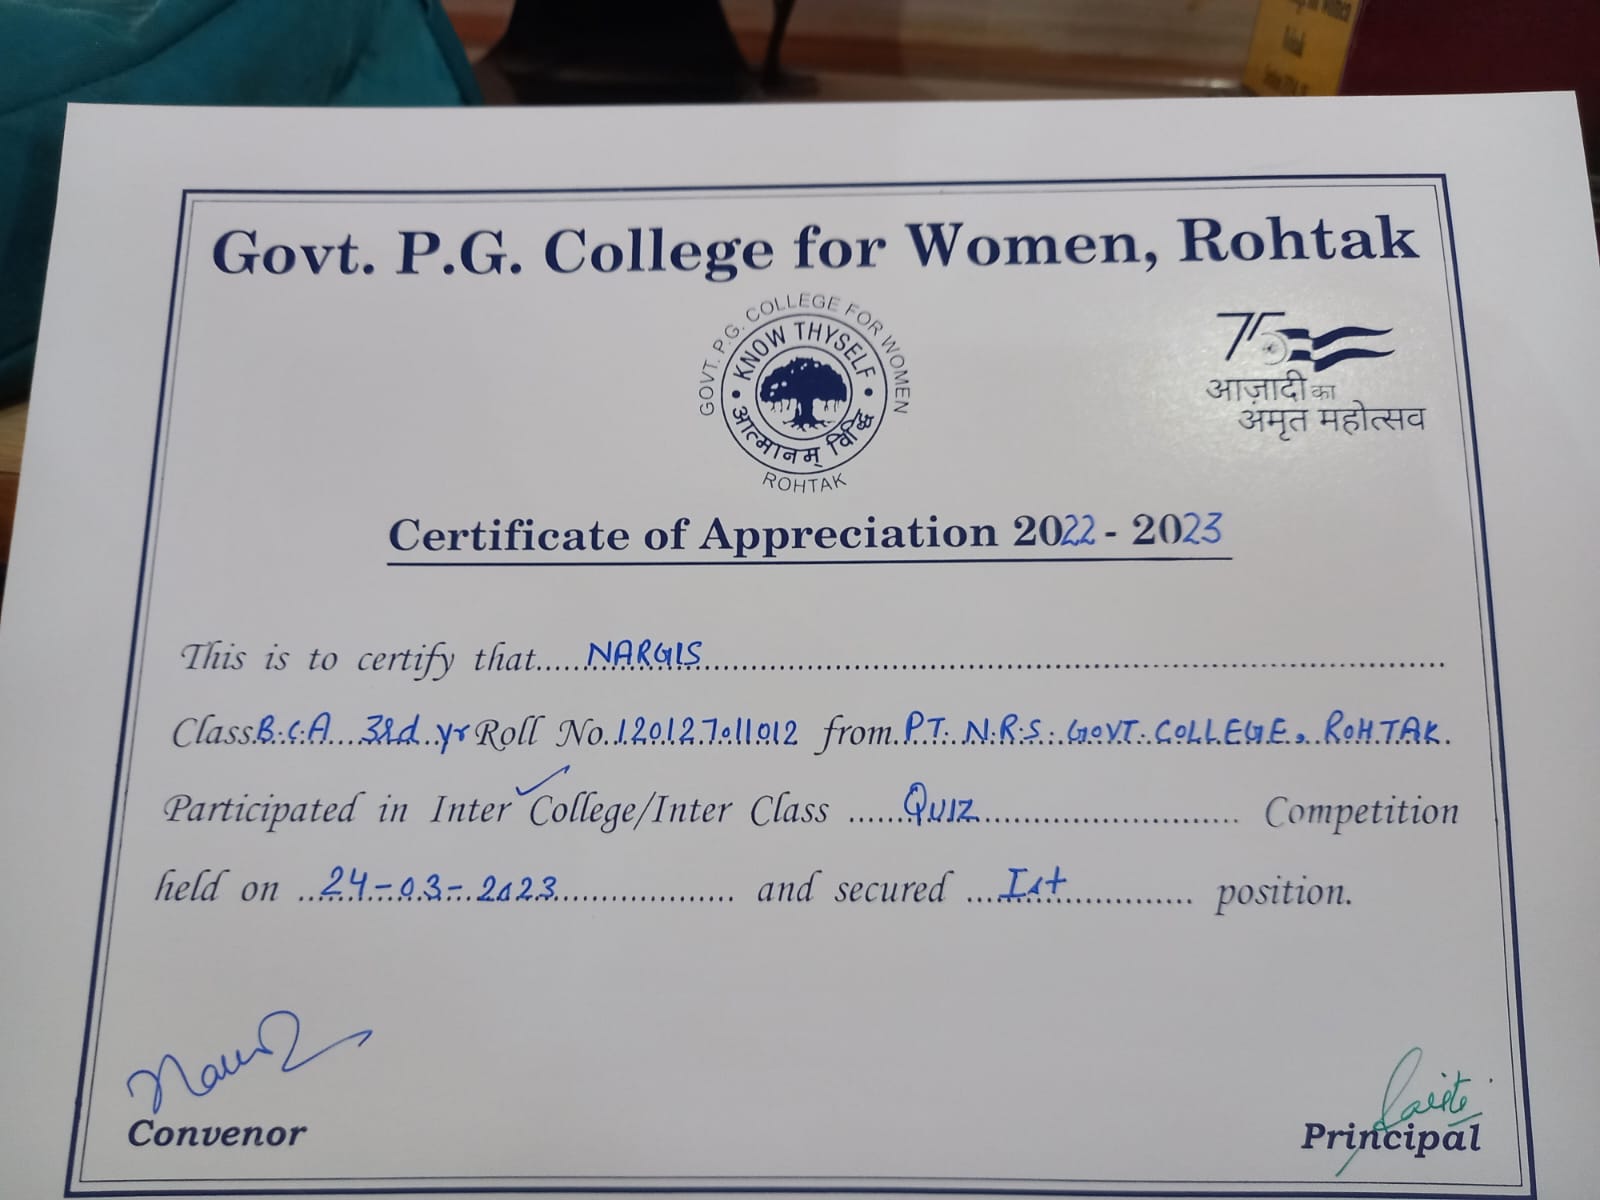 Women
Rohtak
Govt. P.G. College for Women, Rohtak
GOVT. P.G. COLLEGE FOR WOMEN
KNOW THYSELF
आत्मानम् विद्धि
ROHTAK
75
आज़ादी का
अमृत महोत्सव
Certificate of Appreciation 2022 - 2023
This is to certify that.....NARGIS
Class B.C.A 3rd yr Roll No. 120127011012 from PT. N.R.S. GOVT. COLLEGE, ROHTAK.
Participated in Inter College/Inter Class QUIZ Competition
held on 24-03-2023 and secured Ist position.
Convenor Principal